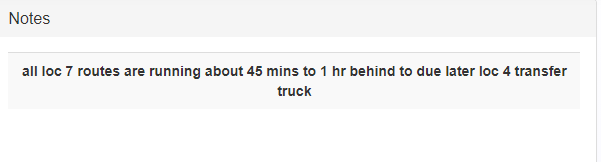 Notes
all loc 7 routes are running about 45 mins to 1 hr behind to due later loc 4 transfer
truck